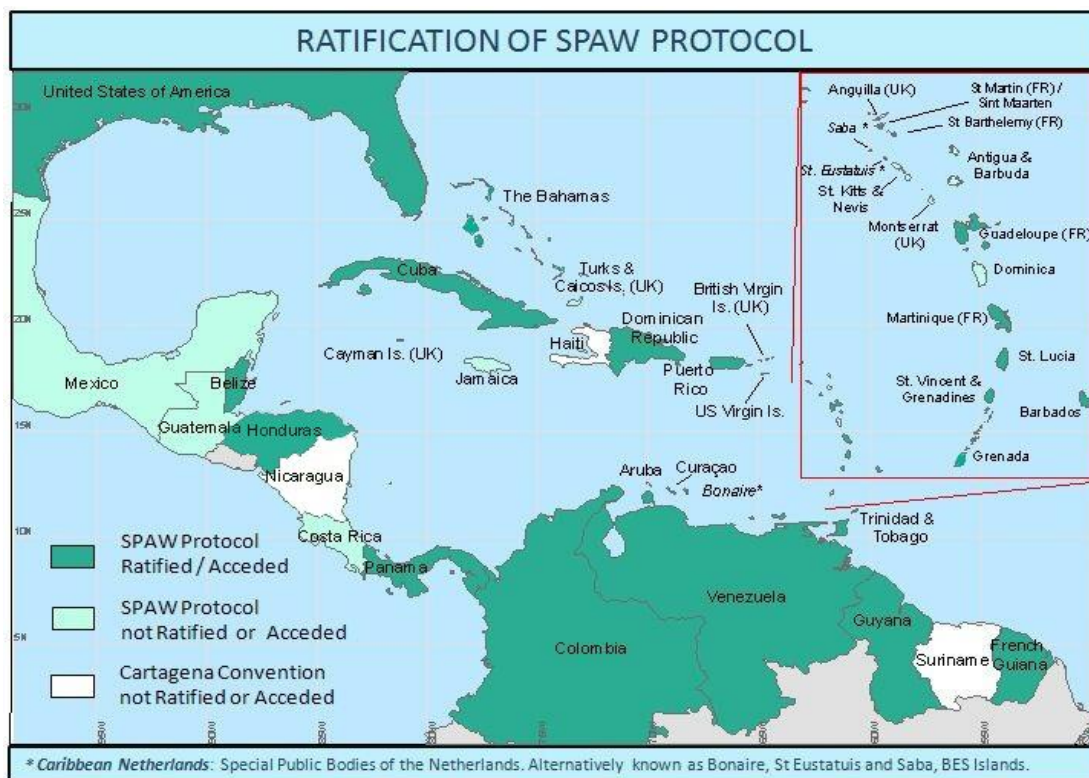 RATIFICATION OF SPAW PROTOCOL
United States of America
The Bahamas
Cuba
Turks &
Caicos Is, (UK)
British Virgin
Is. (UK)
Dominican
Republic
Haiti
Cayman Is. (UK)
Jamaica
Puerto
Rico
US Virgin Is.
Mexico
Belize
Guatemala
Honduras
Nicaragua
Costa Rica
Panama
Aruba
Curaçao
Bonaire*
Trinidad &
Tobago
Venezuela
Colombia
Guyana
Suriname
French
Guiana
Anguilla (UK)
St Martin (FR) /
Sint Maarten
Saba *
St Barthelemy (FR)
St. Eustatuis *
Antigua &
Barbuda
St. Kitts &
Nevis
Montserrat
(UK)
Guadeloupe (FR)
Dominica
Martinique (FR)
St. Lucia
St. Vincent &
Grenadines
Barbados
Grenada
25N
20N
15N
10N
5N
SPAW Protocol
Ratified / Acceded
SPAW Protocol
not Ratified or Acceded
Cartagena Convention
not Ratified or Acceded
* Caribbean Netherlands: Special Public Bodies of the Netherlands. Alternatively known as Bonaire, St Eustatuis and Saba, BES Islands.